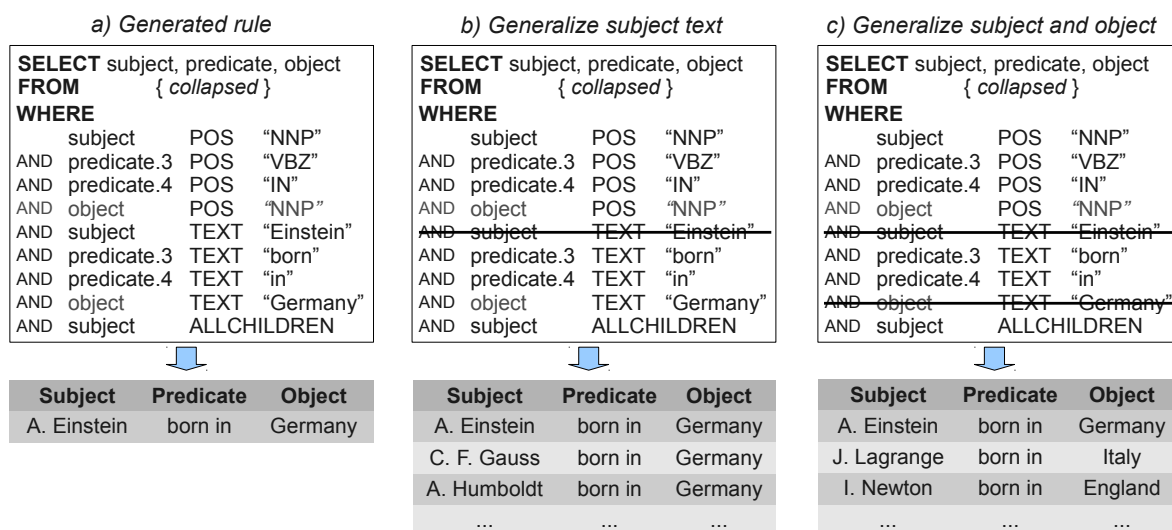 a) Generated rule
SELECT subject, predicate, object
FROM { collapsed }
WHERE
subject POS “NNP”
AND predicate.3 POS “VBZ”
AND predicate.4 POS “IN”
AND object POS “NNP”
AND subject TEXT “Einstein”
AND predicate.3 TEXT “born”
AND predicate.4 TEXT “in”
AND object TEXT “Germany”
AND subject ALLCHILDREN
Subject Predicate Object
A. Einstein born in Germany
b) Generalize subject text
SELECT subject, predicate, object
FROM { collapsed }
WHERE
subject POS “NNP”
AND predicate.3 POS “VBZ”
AND predicate.4 POS “IN”
AND object POS “NNP”
AND subject TEXT “Einstein”
AND predicate.3 TEXT “born”
AND predicate.4 TEXT “in”
AND object TEXT “Germany”
AND subject ALLCHILDREN
Subject Predicate Object
A. Einstein born in Germany
C. F. Gauss born in Germany
A. Humboldt born in Germany
... ... ...
c) Generalize subject and object
SELECT subject, predicate, object
FROM { collapsed }
WHERE
subject POS “NNP”
AND predicate.3 POS “VBZ”
AND predicate.4 POS “IN”
AND object POS “NNP”
AND subject TEXT “Einstein”
AND predicate.3 TEXT “born”
AND predicate.4 TEXT “in”
AND object TEXT “Germany”
AND subject ALLCHILDREN
Subject Predicate Object
A. Einstein born in Germany
J. Lagrange born in Italy
I. Newton born in England
... ... ...